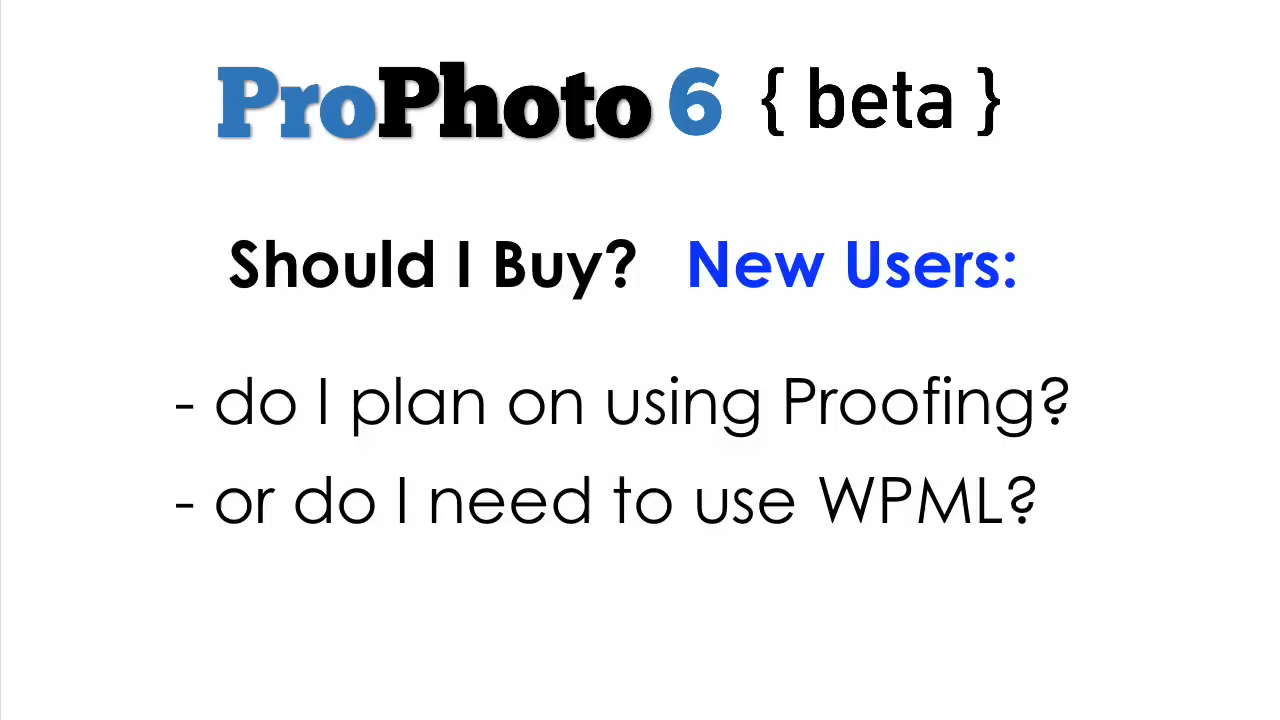 ProPhoto 6 { beta }
Should I Buy? New Users:
- do I plan on using Proofing?
- or do I need to use WPML?